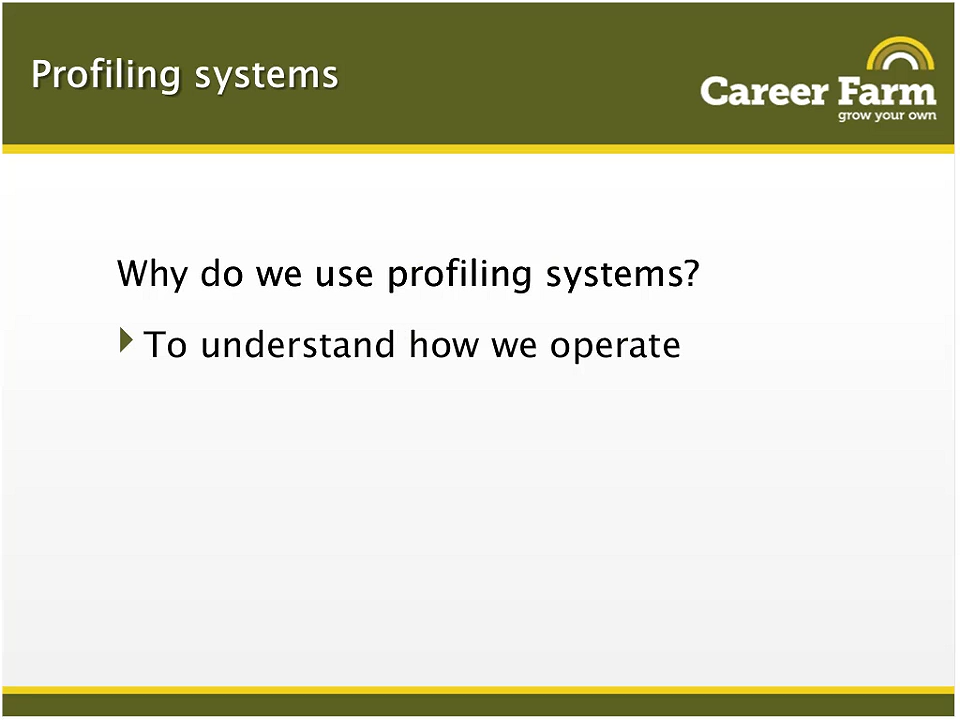 Profiling systems
Career Farm
grow your own
Why do we use profiling systems?
To understand how we operate